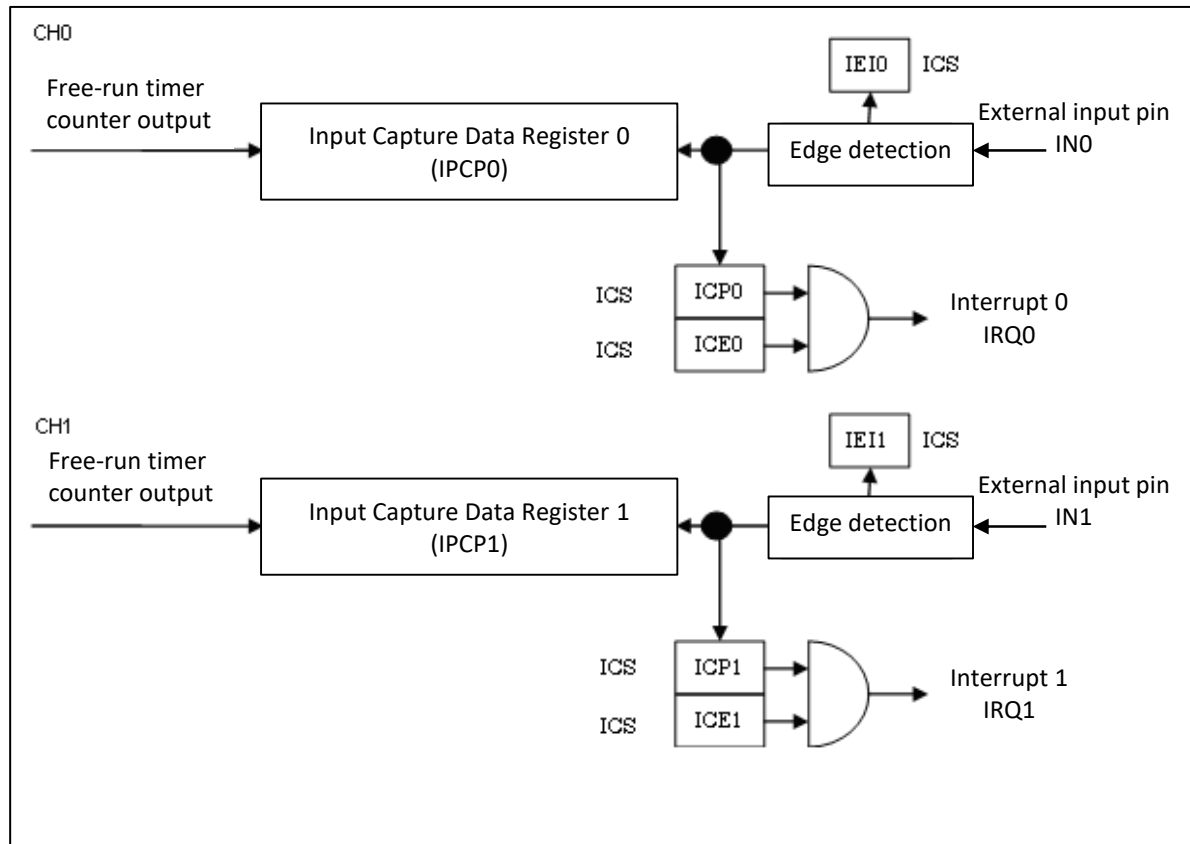 CH0
IEI0 ICS
Free-run timer
counter output
Input Capture Data Register 0
(IPCP0)
Edge detection
External input pin
IN0
ICS ICP0
ICS ICE0
Interrupt 0
IRQ0
CH1
IEI1 ICS
Free-run timer
counter output
Input Capture Data Register 1
(IPCP1)
Edge detection
External input pin
IN1
ICS ICP1
ICS ICE1
Interrupt 1
IRQ1